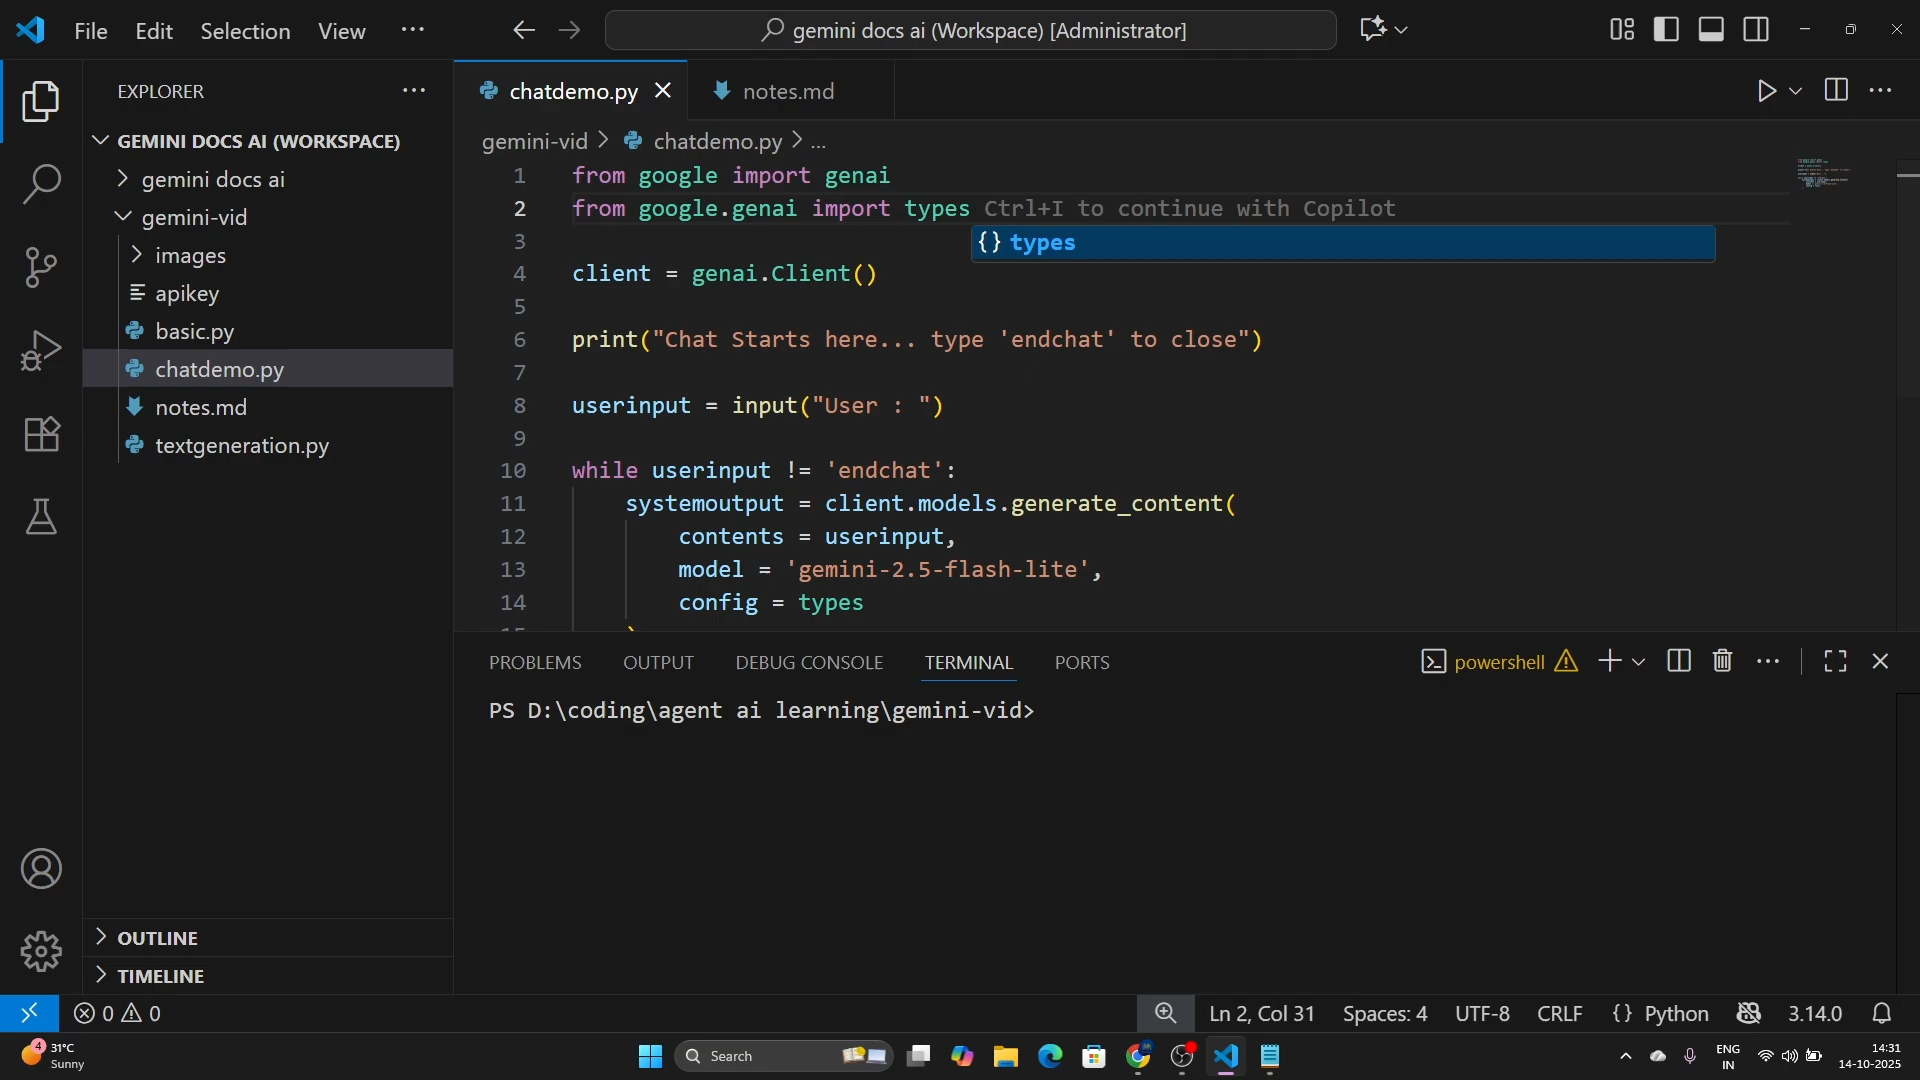 File Edit Selection View ···
gemini docs ai (Workspace) [Administrator]
EXPLORER
GEMINI DOCS AI (WORKSPACE)
gemini docs ai
gemini-vid
images
apikey
basic.py
chatdemo.py
notes.md
textgeneration.py
OUTLINE
TIMELINE
chatdemo.py
notes.md
gemini-vid > chatdemo.py > ...
1 from google import genai
2 from google.genai import types Ctrl+I to continue with Copilot
{} types
3
4 client = genai.Client()
5
6 print("Chat Starts here... type 'endchat' to close")
7
8 userinput = input("User : ")
9
10 while userinput != 'endchat':
11 systemoutput = client.models.generate_content(
12 contents = userinput,
13 model = 'gemini-2.5-flash-lite',
14 config = types
PROBLEMS OUTPUT DEBUG CONSOLE TERMINAL PORTS
powershell
PS D:\coding\agent ai learning\gemini-vid>
0 0
Ln 2, Col 31 Spaces: 4 UTF-8 CRLF {} Python 3.14.0
4
31°C
Sunny
Search
ENG
IN
14:31
14-10-2025